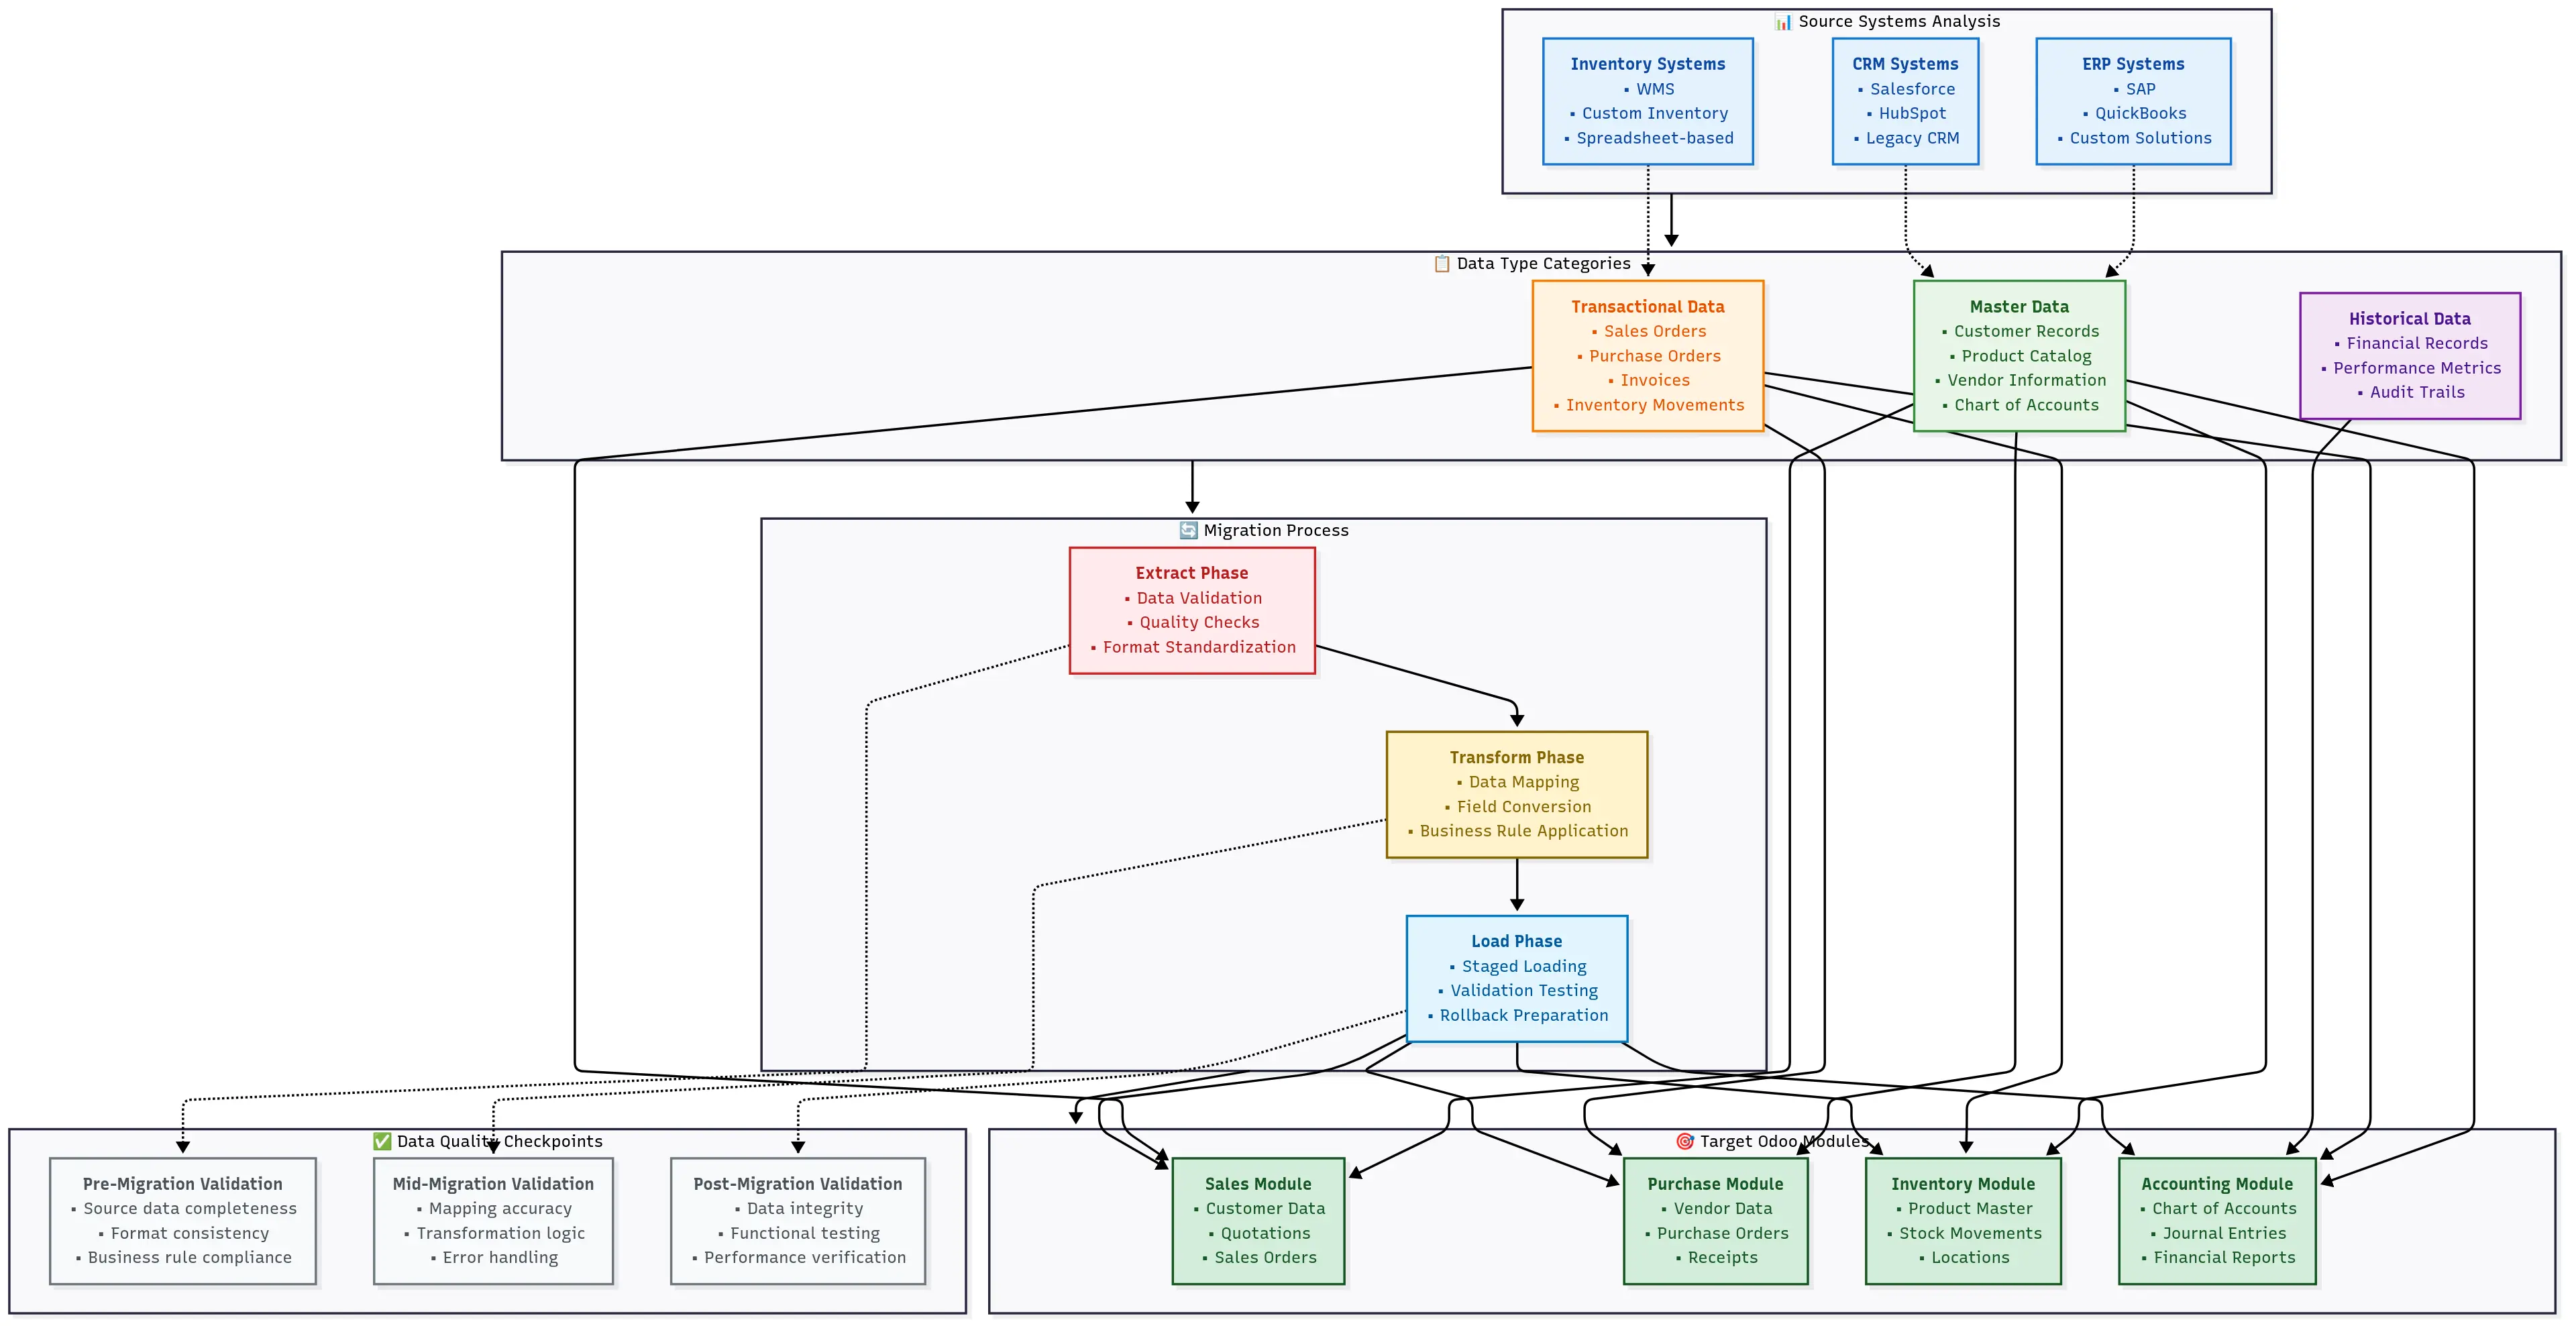 📊 Source Systems Analysis
Inventory Systems
▪ WMS
▪ Custom Inventory
▪ Spreadsheet-based
CRM Systems
▪ Salesforce
▪ HubSpot
▪ Legacy CRM
ERP Systems
▪ SAP
▪ QuickBooks
▪ Custom Solutions
📋 Data Type Categories
Transactional Data
▪ Sales Orders
▪ Purchase Orders
▪ Invoices
▪ Inventory Movements
Master Data
▪ Customer Records
▪ Product Catalog
▪ Vendor Information
▪ Chart of Accounts
Historical Data
▪ Financial Records
▪ Performance Metrics
▪ Audit Trails
🔄 Migration Process
Extract Phase
▪ Data Validation
▪ Quality Checks
▪ Format Standardization
Transform Phase
▪ Data Mapping
▪ Field Conversion
▪ Business Rule Application
Load Phase
▪ Staged Loading
▪ Validation Testing
▪ Rollback Preparation
✅ Data Quality Checkpoints
Pre-Migration Validation
▪ Source data completeness
▪ Format consistency
▪ Business rule compliance
Mid-Migration Validation
▪ Mapping accuracy
▪ Transformation logic
▪ Error handling
Post-Migration Validation
▪ Data integrity
▪ Functional testing
▪ Performance verification
🎯 Target Odoo Modules
Sales Module
▪ Customer Data
▪ Quotations
▪ Sales Orders
Purchase Module
▪ Vendor Data
▪ Purchase Orders
▪ Receipts
Inventory Module
▪ Product Master
▪ Stock Movements
▪ Locations
Accounting Module
▪ Chart of Accounts
▪ Journal Entries
▪ Financial Reports